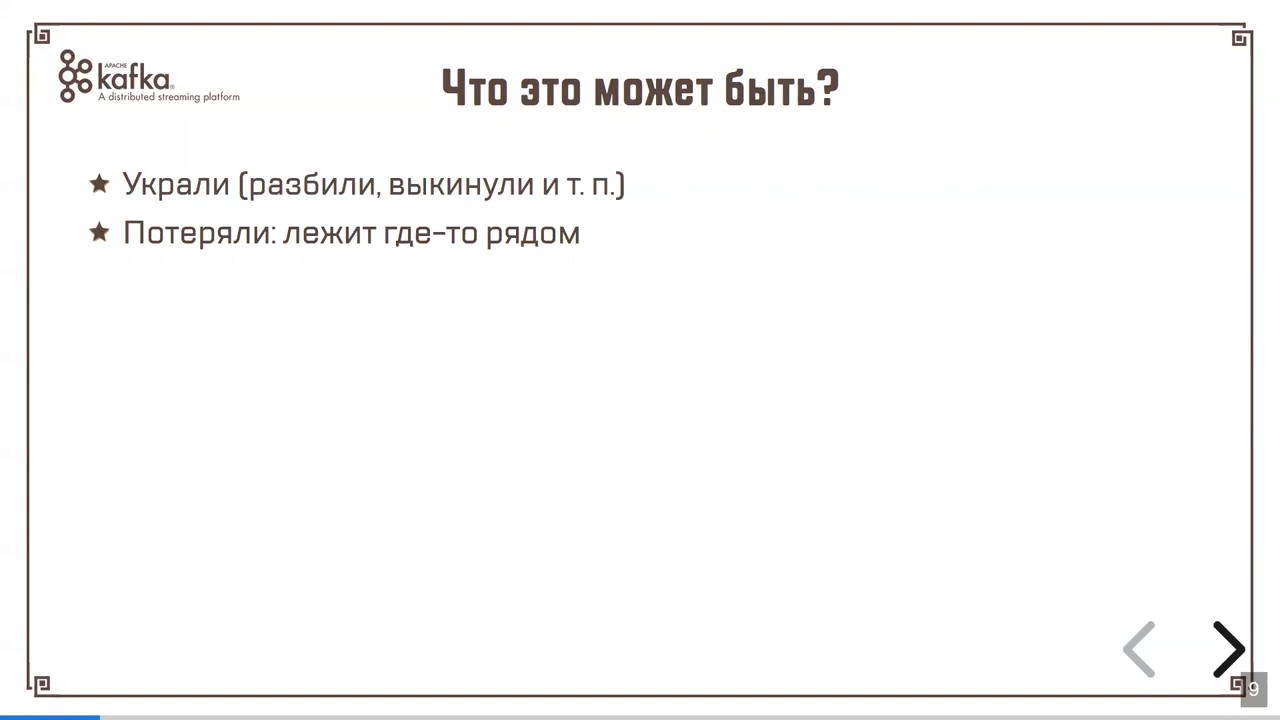 APACHE
kafka®
A distributed streaming platform
Что это может быть?
Украли (разбили, выкинули и т. п.)
Потеряли: лежит где-то рядом
9